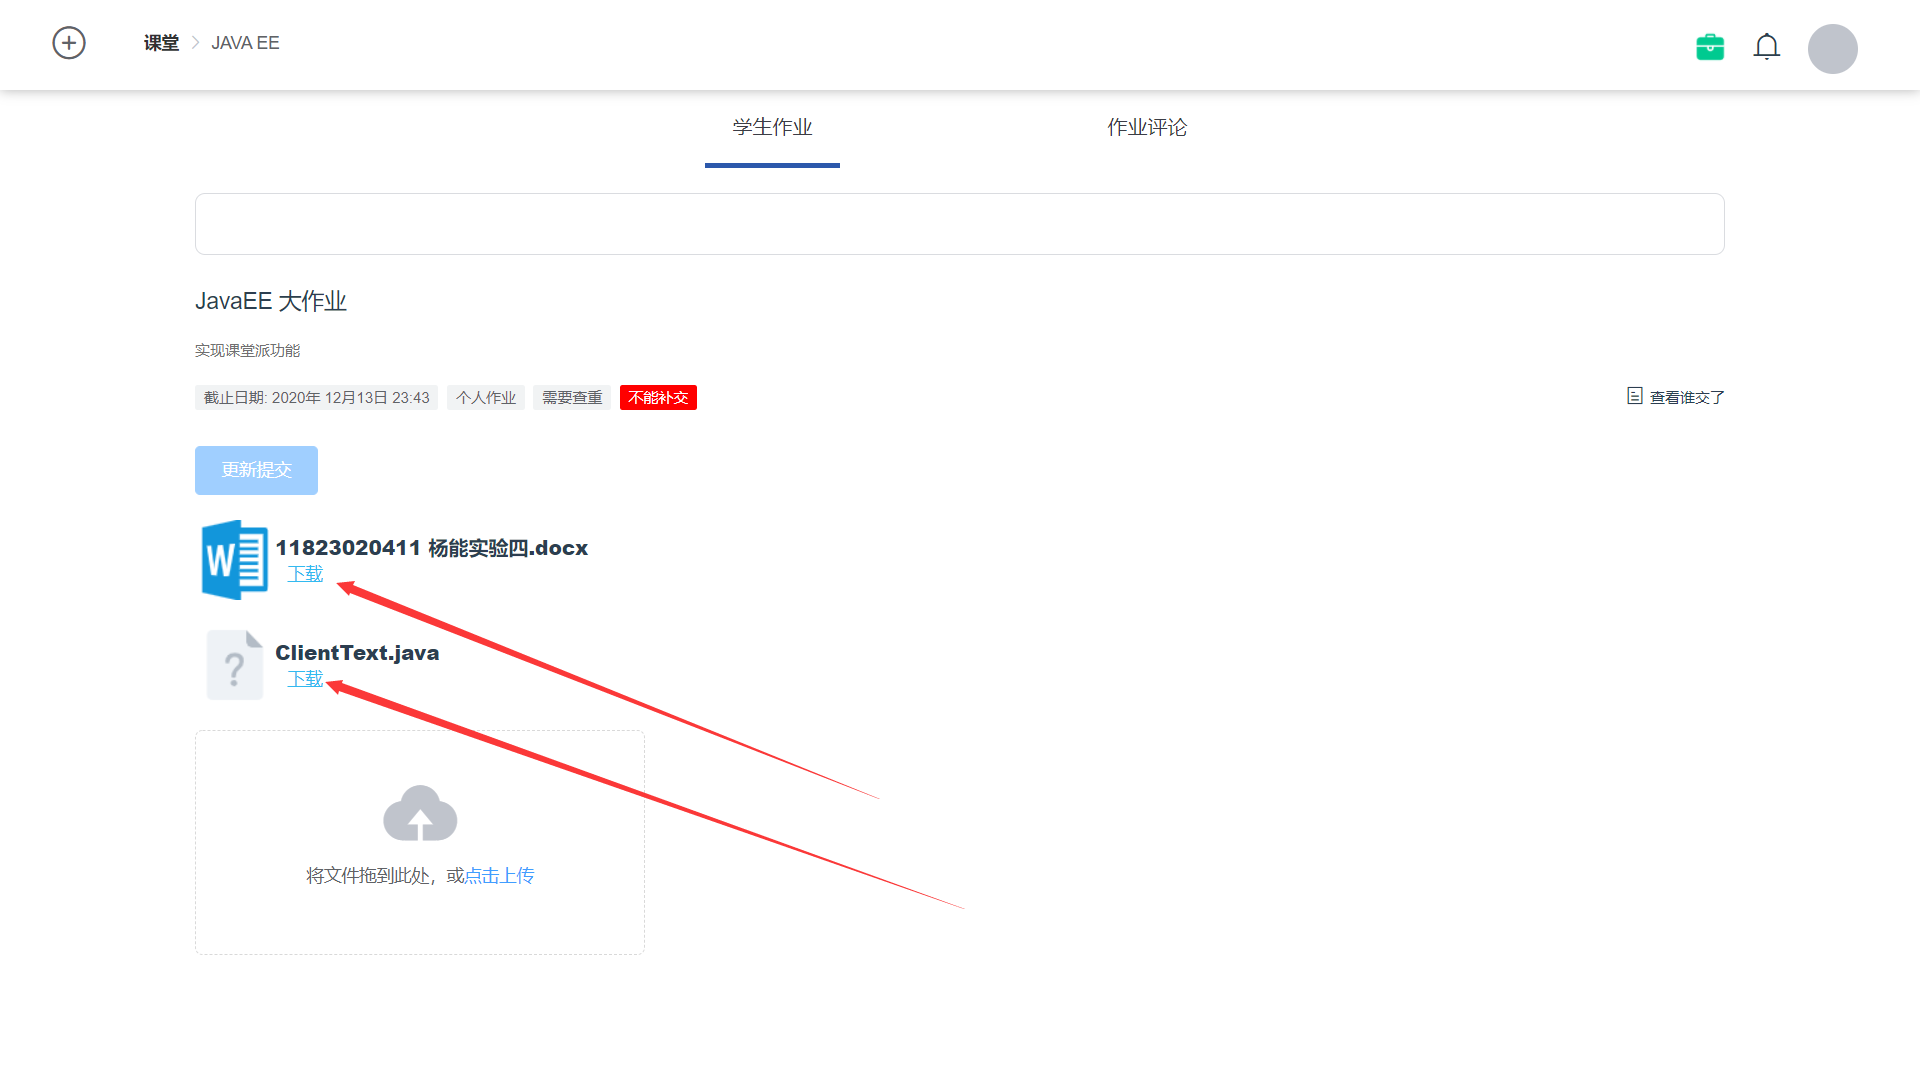 课堂 > JAVA EE
学生作业 作业评论
JavaEE 大作业
实现课堂派功能
截止日期: 2020年 12月13日 23:43 个人作业 需要查重 不能补交 查看谁交了
更新提交
11823020411 杨能实验四.docx
下载
ClientText.java
下载
将文件拖到此处，或点击上传